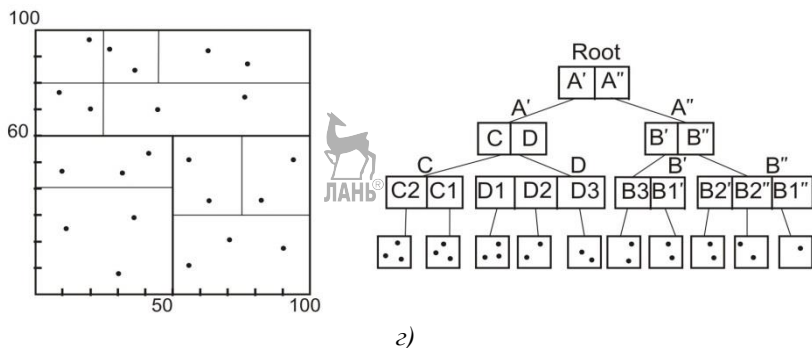 100
60
50 100
Root
A′ A″
A′ A″
C D B′ B″
C D B′ B″
C2 C1 D1 D2 D3 B3 B1′ B2′ B2″ B1″
ЛАНЬ®
г)